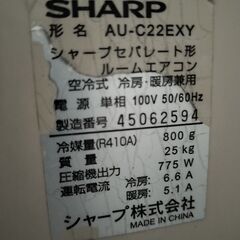 SHARP
形名 AU-C22EXY
シャープセパレート形
ルームエアコン
空冷式 冷房・暖房兼用
電源 単相 100V 50/60Hz
製造番号 45062594
冷媒量(R410A) 800 g
質量 25 kg
圧縮機出力 775 W
運転電流 冷房 6.6 A
暖房 5.1 A
シャープ株式会社
MADE IN CHINA